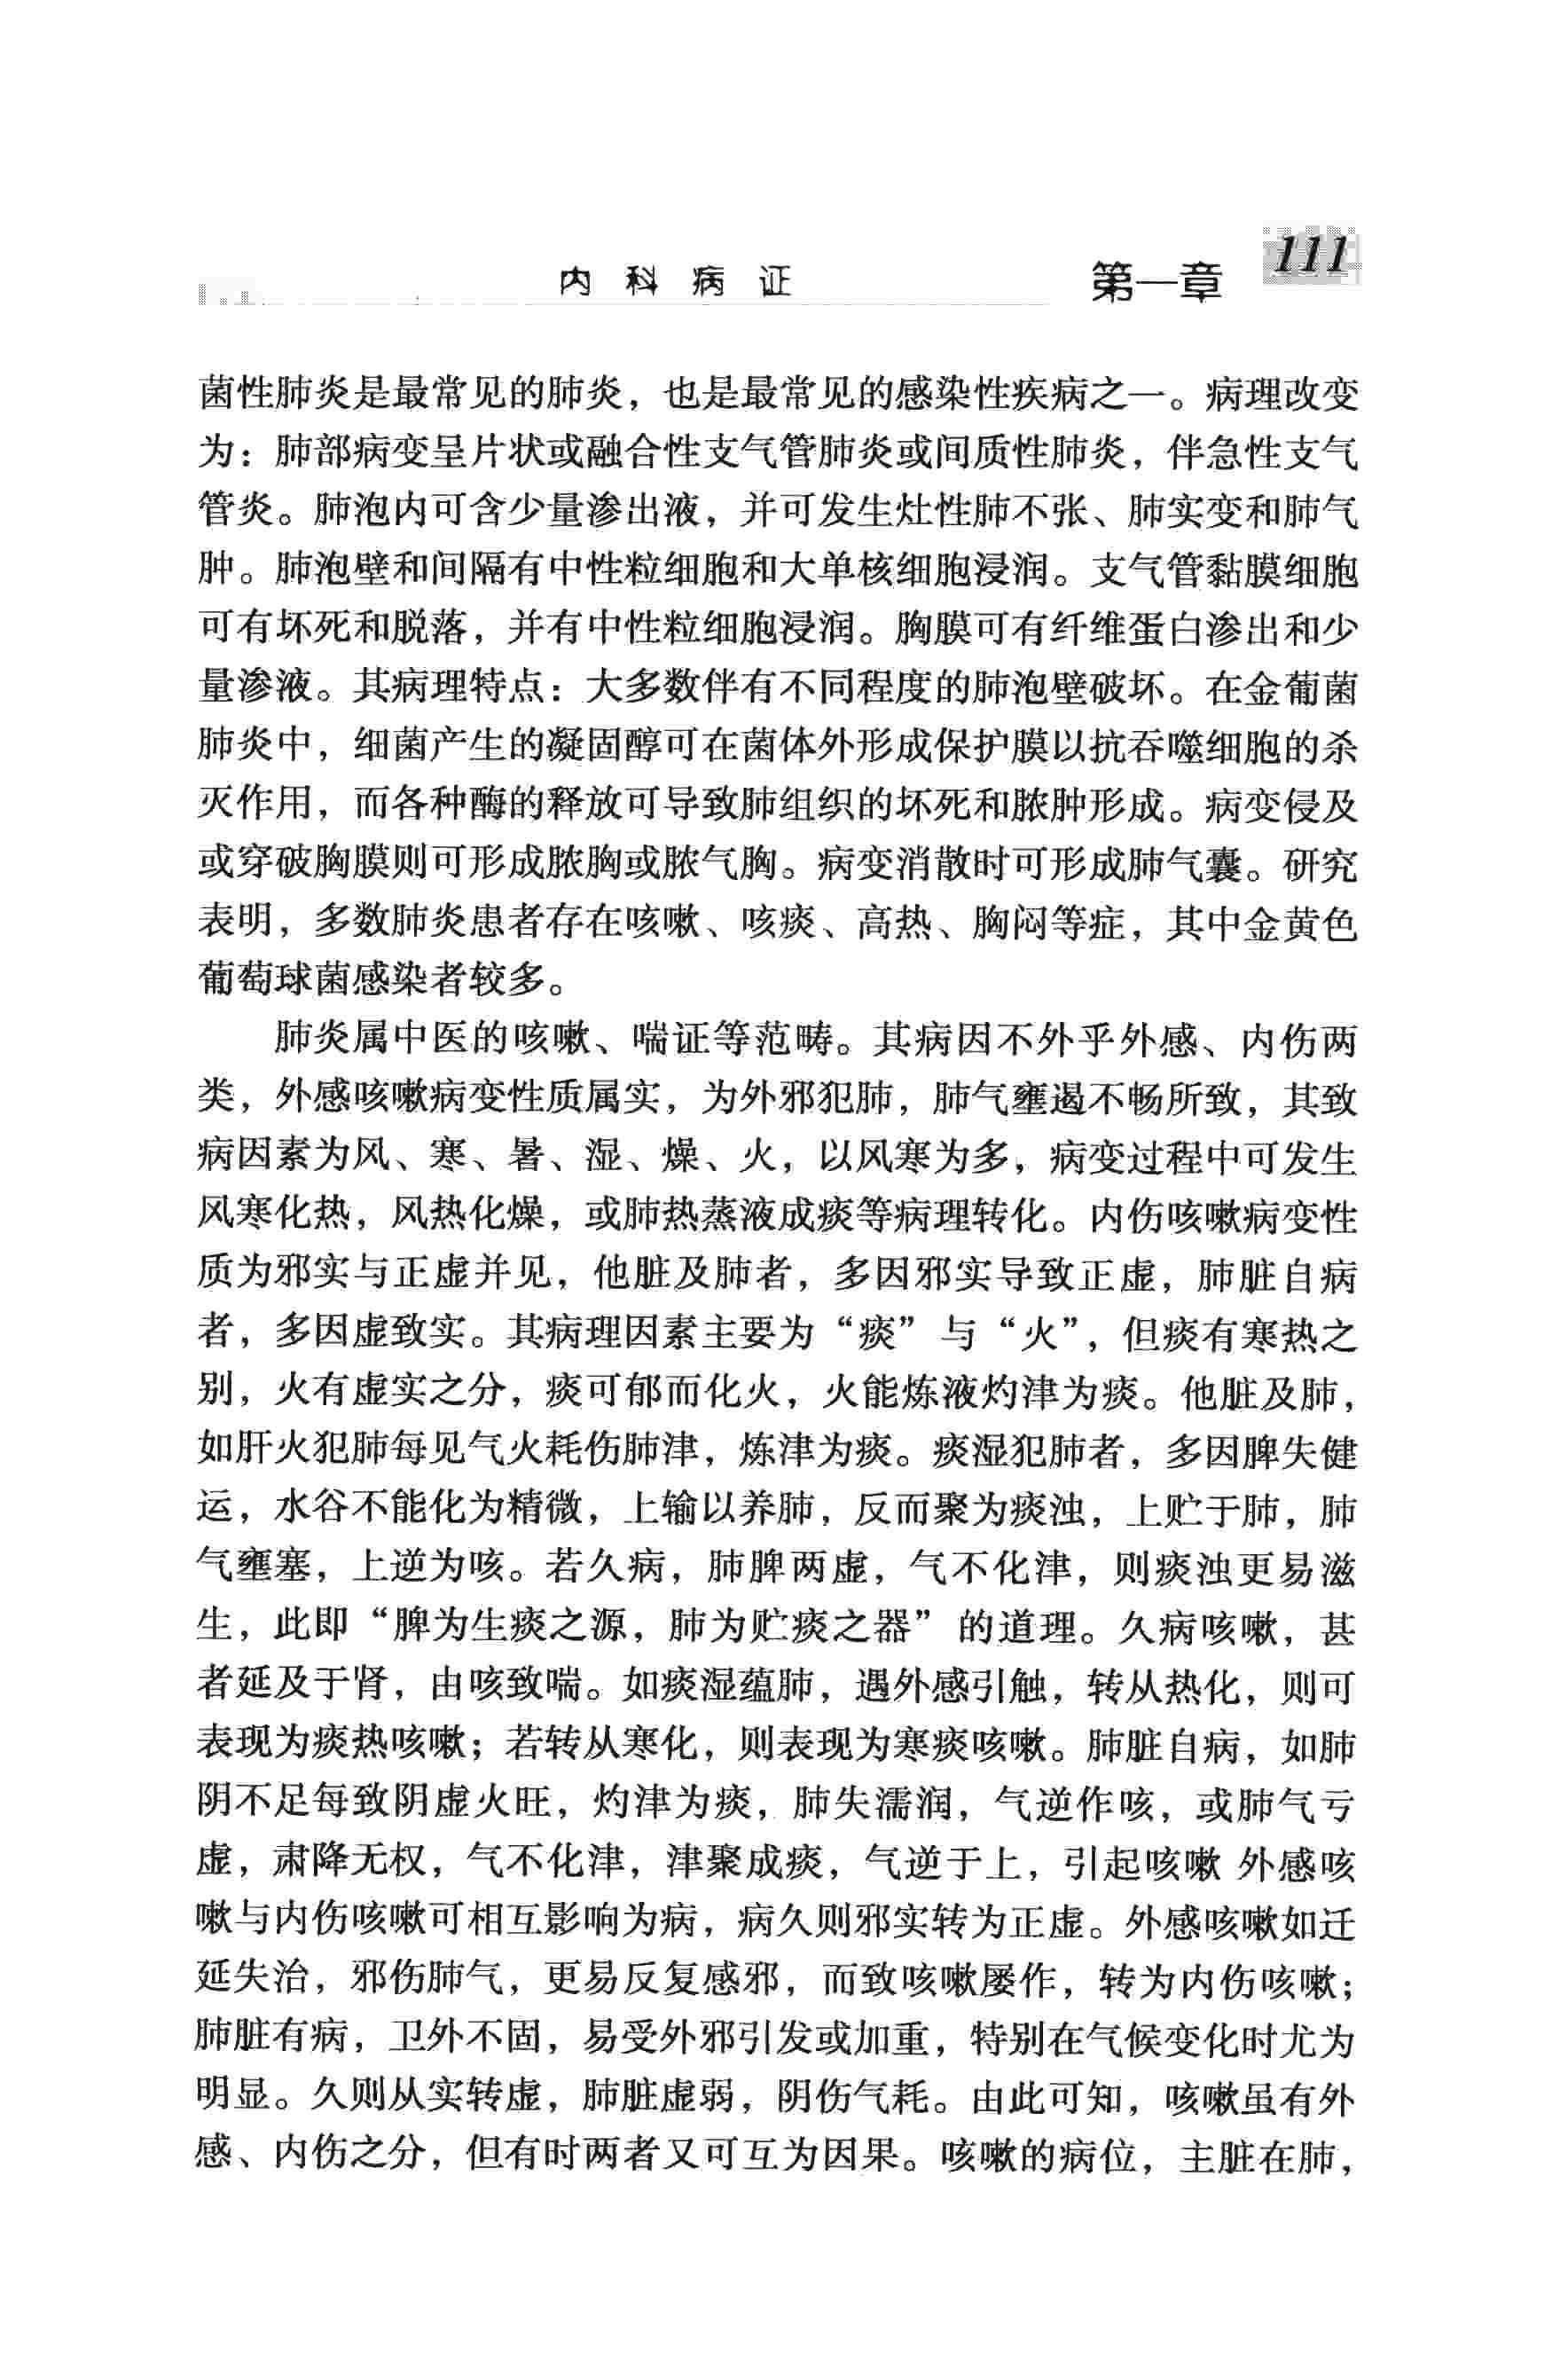 内科病证 第一章 111
菌性肺炎是最常见的肺炎，也是最常见的感染性疾病之一。病理改变
为：肺部病变呈片状或融合性支气管肺炎或间质性肺炎，伴急性支气
管炎。肺泡内可含少量渗出液，并可发生灶性肺不张、肺实变和肺气
肿。肺泡壁和间隔有中性粒细胞和大单核细胞浸润。支气管黏膜细胞
可有坏死和脱落，并有中性粒细胞浸润。胸膜可有纤维蛋白渗出和少
量渗液。其病理特点：大多数伴有不同程度的肺泡壁破坏。在金葡菌
肺炎中，细菌产生的凝固醇可在菌体外形成保护膜以抗吞噬细胞的杀
灭作用，而各种酶的释放可导致肺组织的坏死和脓肿形成。病变侵及
或穿破胸膜则可形成脓胸或脓气胸。病变消散时可形成肺气囊。研究
表明，多数肺炎患者存在咳嗽、咳痰、高热、胸闷等症，其中金黄色
葡萄球菌感染者较多。
肺炎属中医的咳嗽、喘证等范畴。其病因不外乎外感、内伤两
类，外感咳嗽病变性质属实，为外邪犯肺，肺气壅遏不畅所致，其致
病因素为风、寒、暑、湿、燥、火，以风寒为多，病变过程中可发生
风寒化热，风热化燥，或肺热蒸液成痰等病理转化。内伤咳嗽病变性
质为邪实与正虚并见，他脏及肺者，多因邪实导致正虚，肺脏自病
者，多因虚致实。其病理因素主要为“痰”与“火”，但痰有寒热之
别，火有虚实之分，痰可郁而化火，火能炼液灼津为痰。他脏及肺，
如肝火犯肺每见气火耗伤肺津，炼津为痰。痰湿犯肺者，多因脾失健
运，水谷不能化为精微，上输以养肺，反而聚为痰浊，上贮于肺，肺
气壅塞，上逆为咳。若久病，肺脾两虚，气不化津，则痰浊更易滋
生，此即“脾为生痰之源，肺为贮痰之器”的道理。久病咳嗽，甚
者延及于肾，由咳致喘。如痰湿蕴肺，遇外感引触，转从热化，则可
表现为痰热咳嗽；若转从寒化，则表现为寒痰咳嗽。肺脏自病，如肺
阴不足每致阴虚火旺，灼津为痰，肺失濡润，气逆作咳，或肺气亏
虚，肃降无权，气不化津，津聚成痰，气逆于上，引起咳嗽 外感咳
嗽与内伤咳嗽可相互影响为病，病久则邪实转为正虚。外感咳嗽如迁
延失治，邪伤肺气，更易反复感邪，而致咳嗽屡作，转为内伤咳嗽；
肺脏有病，卫外不固，易受外邪引发或加重，特别在气候变化时尤为
明显。久则从实转虚，肺脏虚弱，阴伤气耗。由此可知，咳嗽虽有外
感、内伤之分，但有时两者又可互为因果。咳嗽的病位，主脏在肺，